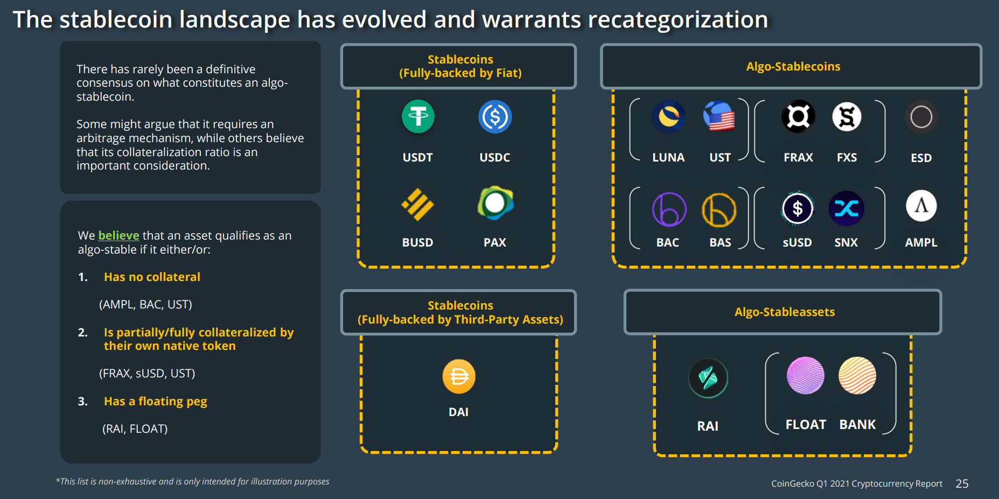 The stablecoin landscape has evolved and warrants recategorization
There has rarely been a definitive
consensus on what constitutes an algo-
stablecoin.
Some might argue that it requires an
arbitrage mechanism, while others believe
that its collateralization ratio is an
important consideration.
We believe that an asset qualifies as an
algo-stable if it either/or:
1. Has no collateral
(AMPL, BAC, UST)
2. Is partially/fully collateralized by
their own native token
(FRAX, sUSD, UST)
3. Has a floating peg
(RAI, FLOAT)
Stablecoins
(Fully-backed by Fiat)
USDT USDC
BUSD PAX
Algo-Stablecoins
LUNA UST FRAX FXS ESD
BAC BAS sUSD SNX AMPL
Stablecoins
(Fully-backed by Third-Party Assets)
DAI
Algo-Stableassets
RAI FLOAT BANK
*This list is non-exhaustive and is only intended for illustration purposes
CoinGecko Q1 2021 Cryptocurrency Report 25